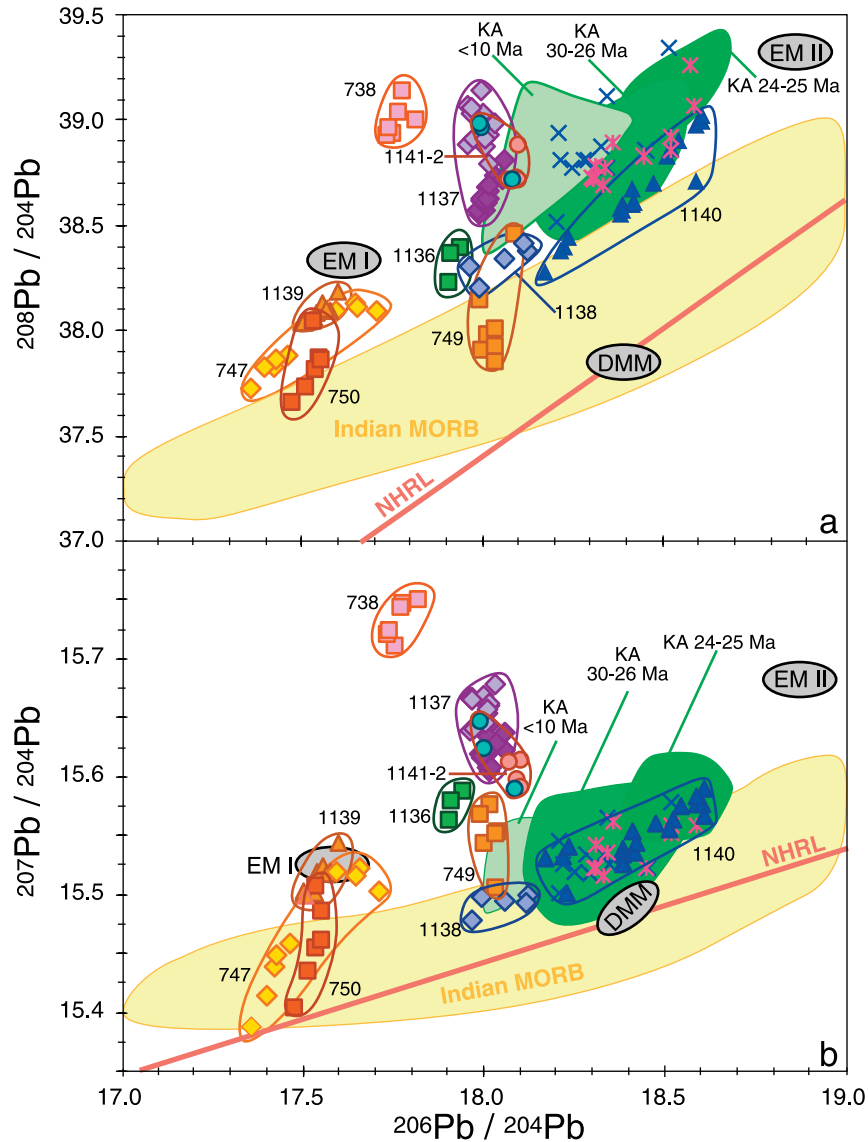 39.5
39.0
38.5
38.0
37.5
37.0
208Pb / 204Pb
KA
<10 Ma
KA
30-26 Ma
EM II
KA 24-25 Ma
738
1141-2
1137
1136
1140
EM I
1139
1138
747
749
750
DMM
Indian MORB
NHRL
a
15.7
15.6
15.5
15.4
207Pb / 204Pb
738
KA 24-25 Ma
KA
30-26 Ma
EM II
KA
<10 Ma
1137
1141-2
1136
1139
EM I
749
1140
NHRL
1138
DMM
747
750
Indian MORB
b
17.0
17.5
18.0
18.5
19.0
206Pb / 204Pb